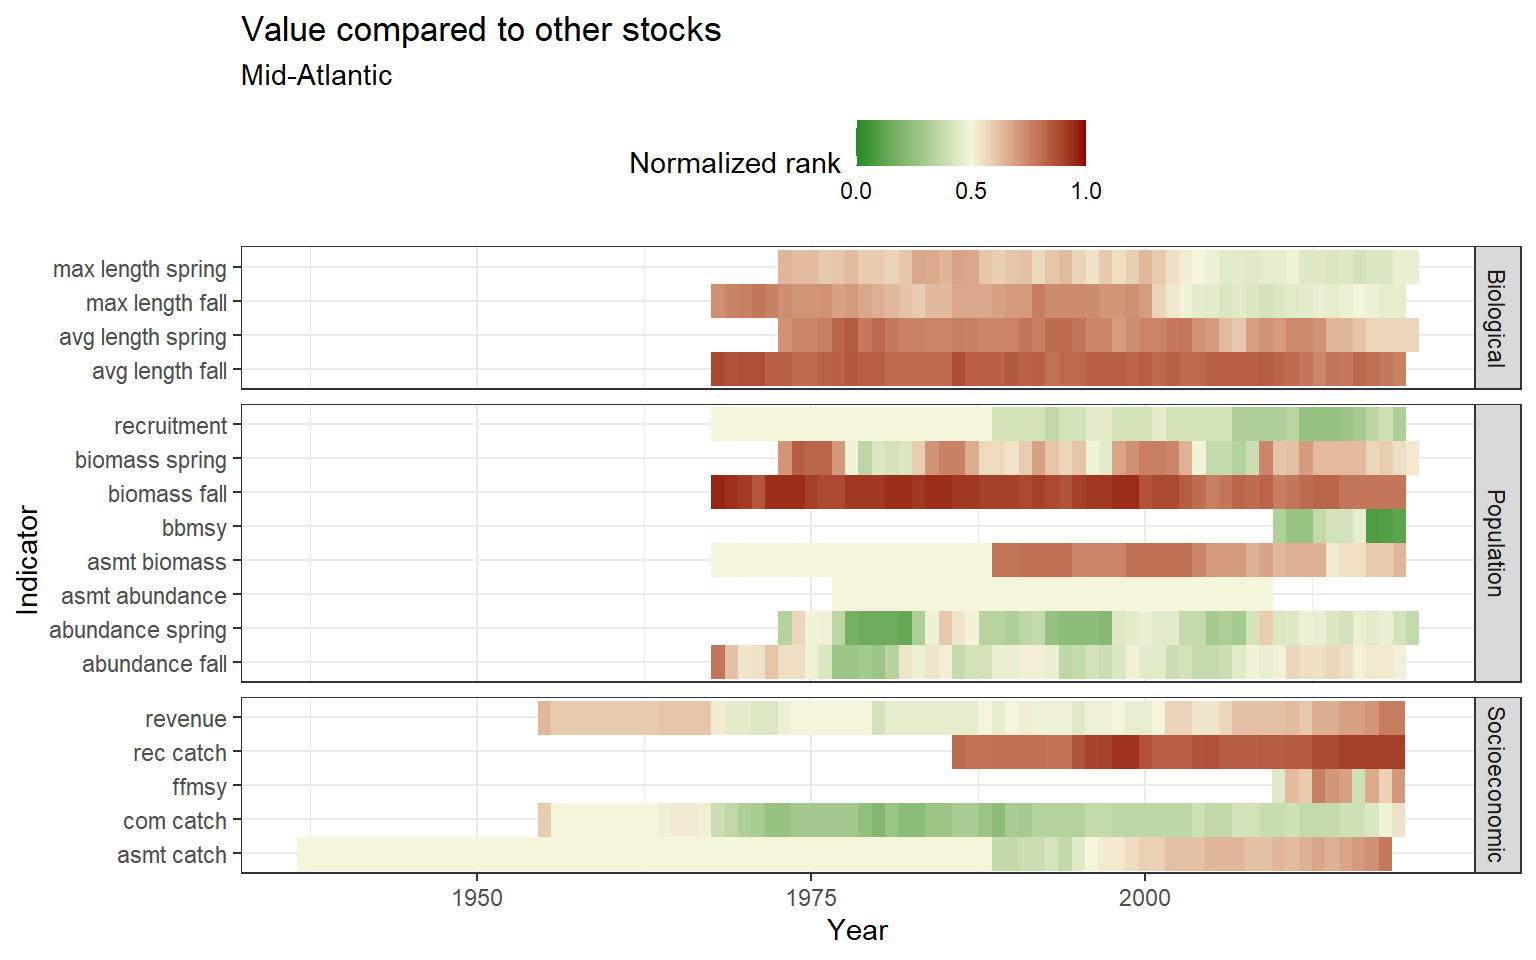 Value compared to other stocks
Mid-Atlantic
Normalized rank
0.0 0.5 1.0
max length spring
max length fall
avg length spring
avg length fall
Biological
recruitment
biomass spring
biomass fall
bbmsy
asmt biomass
asmt abundance
abundance spring
abundance fall
Population
revenue
rec catch
ffmsy
com catch
asmt catch
Socioeconomic
Indicator
1950 1975 2000
Year